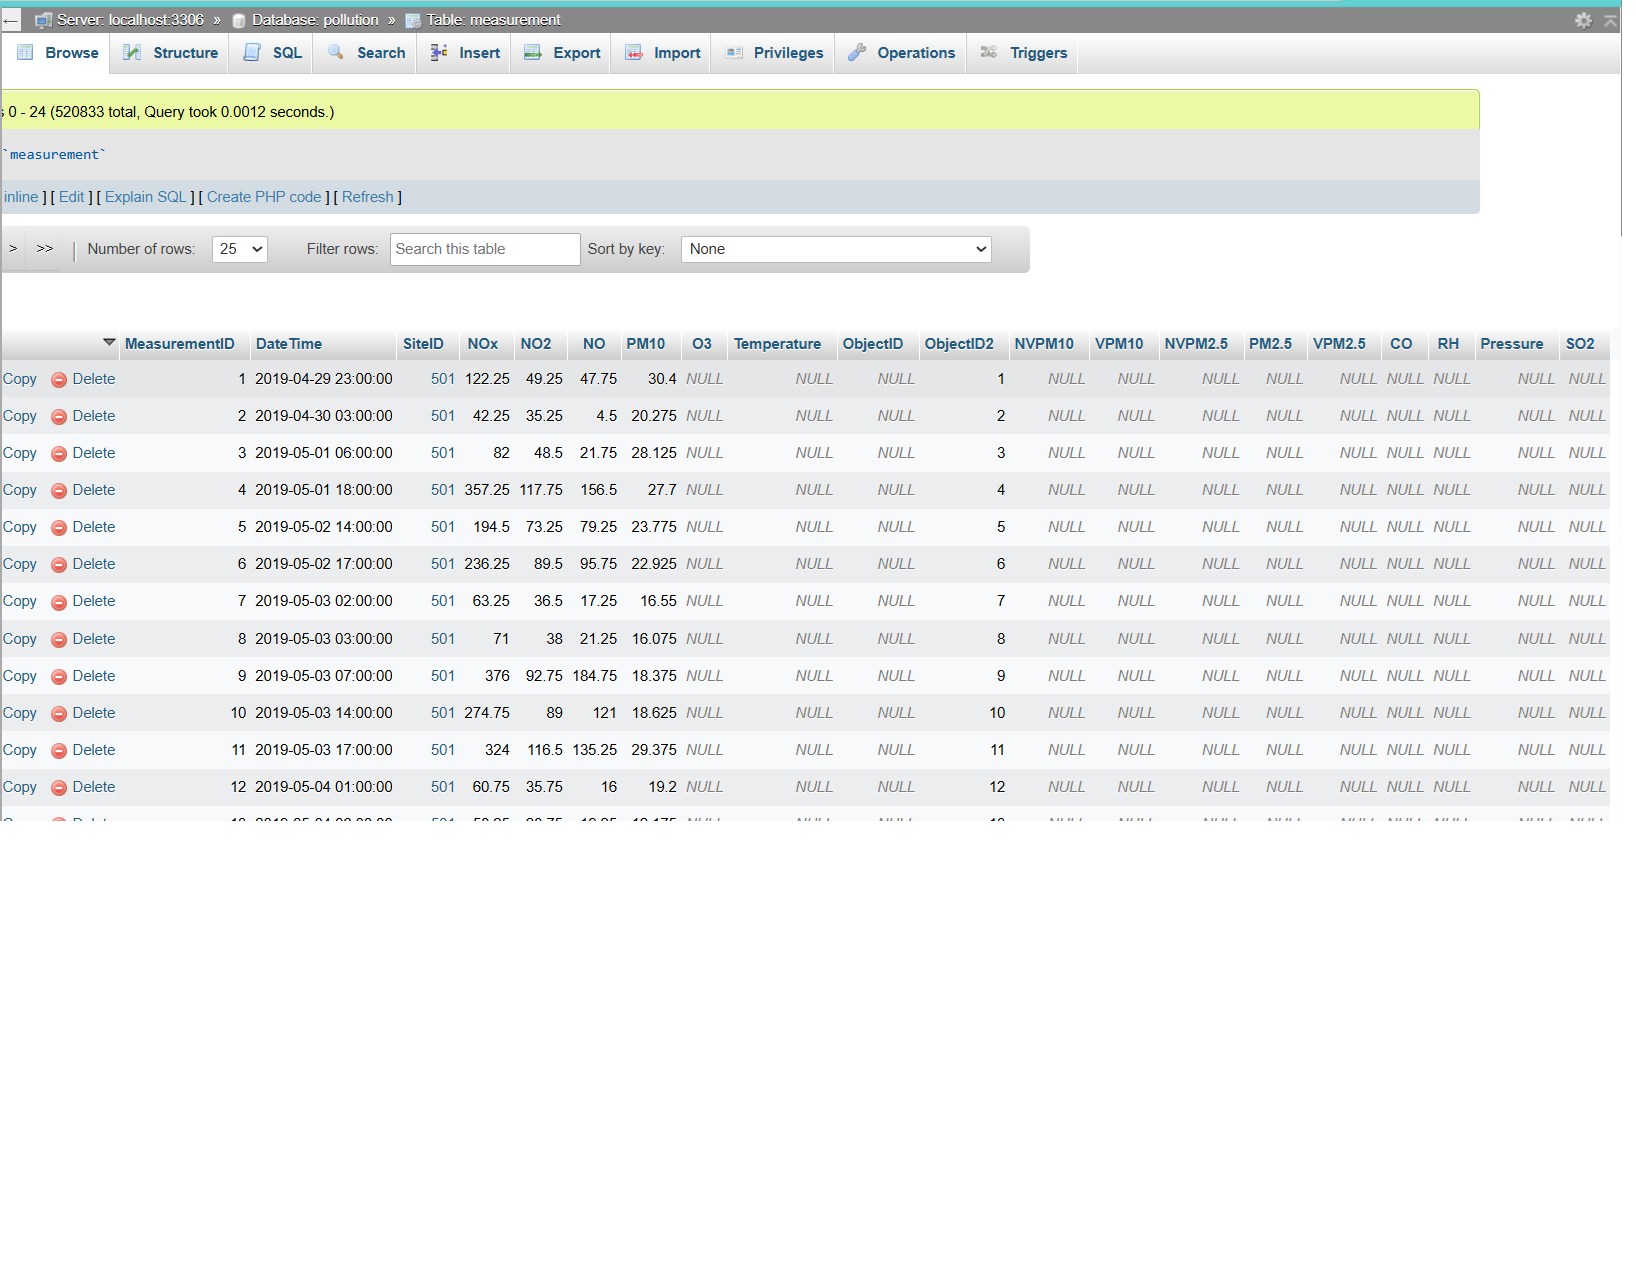 Server: localhost:3306 » Database: pollution » Table: measurement
Browse Structure SQL Search Insert Export Import Privileges Operations Triggers
0 - 24 (520833 total, Query took 0.0012 seconds.)
`measurement`
inline ] [ Edit ] [ Explain SQL ] [ Create PHP code ] [ Refresh ]
> >> | Number of rows: 25 Filter rows: Search this table Sort by key: None
MeasurementID DateTime SiteID NOx NO2 NO PM10 O3 Temperature ObjectID ObjectID2 NVPM10 VPM10 NVPM2.5 PM2.5 VPM2.5 CO RH Pressure SO2
Copy Delete 1 2019-04-29 23:00:00 501 122.25 49.25 47.75 30.4 NULL NULL NULL 1 NULL NULL NULL NULL NULL NULL NULL NULL NULL
Copy Delete 2 2019-04-30 03:00:00 501 42.25 35.25 4.5 20.275 NULL NULL NULL 2 NULL NULL NULL NULL NULL NULL NULL NULL NULL
Copy Delete 3 2019-05-01 06:00:00 501 82 48.5 21.75 28.125 NULL NULL NULL 3 NULL NULL NULL NULL NULL NULL NULL NULL NULL
Copy Delete 4 2019-05-01 18:00:00 501 357.25 117.75 156.5 27.7 NULL NULL NULL 4 NULL NULL NULL NULL NULL NULL NULL NULL NULL
Copy Delete 5 2019-05-02 14:00:00 501 194.5 73.25 79.25 23.775 NULL NULL NULL 5 NULL NULL NULL NULL NULL NULL NULL NULL NULL
Copy Delete 6 2019-05-02 17:00:00 501 236.25 89.5 95.75 22.925 NULL NULL NULL 6 NULL NULL NULL NULL NULL NULL NULL NULL NULL
Copy Delete 7 2019-05-03 02:00:00 501 63.25 36.5 17.25 16.55 NULL NULL NULL 7 NULL NULL NULL NULL NULL NULL NULL NULL NULL
Copy Delete 8 2019-05-03 03:00:00 501 71 38 21.25 16.075 NULL NULL NULL 8 NULL NULL NULL NULL NULL NULL NULL NULL NULL
Copy Delete 9 2019-05-03 07:00:00 501 376 92.75 184.75 18.375 NULL NULL NULL 9 NULL NULL NULL NULL NULL NULL NULL NULL NULL
Copy Delete 10 2019-05-03 14:00:00 501 274.75 89 121 18.625 NULL NULL NULL 10 NULL NULL NULL NULL NULL NULL NULL NULL NULL
Copy Delete 11 2019-05-03 17:00:00 501 324 116.5 135.25 29.375 NULL NULL NULL 11 NULL NULL NULL NULL NULL NULL NULL NULL NULL
Copy Delete 12 2019-05-04 01:00:00 501 60.75 35.75 16 19.2 NULL NULL NULL 12 NULL NULL NULL NULL NULL NULL NULL NULL NULL